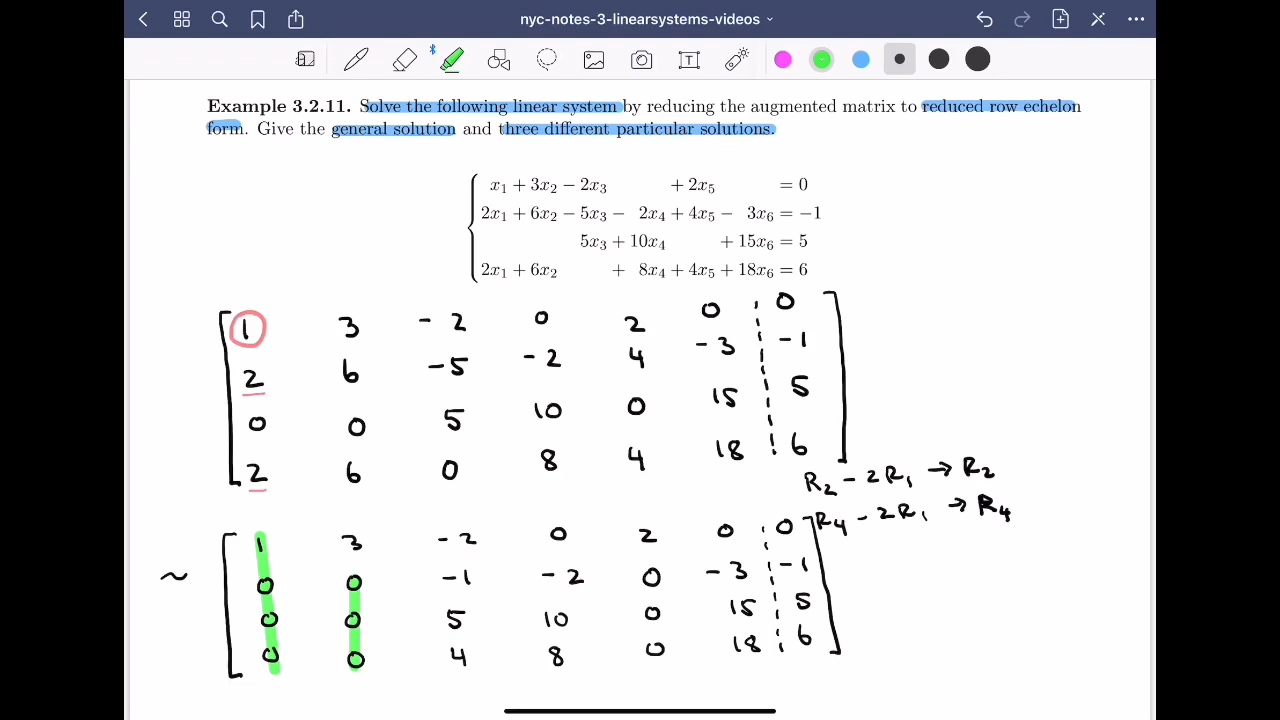 nyc-notes-3-linearsystems-videos
Example 3.2.11. Solve the following linear system by reducing the augmented matrix to reduced row echelon
form. Give the general solution and three different particular solutions.
x₁ + 3x₂ − 2x₃ + 2x₅ = 0
2x₁ + 6x₂ − 5x₃ − 2x₄ + 4x₅ − 3x₆ = −1
5x₃ + 10x₄ + 15x₆ = 5
2x₁ + 6x₂ + 8x₄ + 4x₅ + 18x₆ = 6
1 3 -2 0 2 0 0
2 6 -5 -2 4 -3 -1
0 0 5 10 0 15 5
2 6 0 8 4 18 6
R₂ - 2R₁ → R₂
R₄ - 2R₁ → R₄
1 3 -2 0 2 0 0
~ 0 0 -1 -2 0 -3 -1
0 0 5 10 0 15 5
0 0 4 8 0 18 6